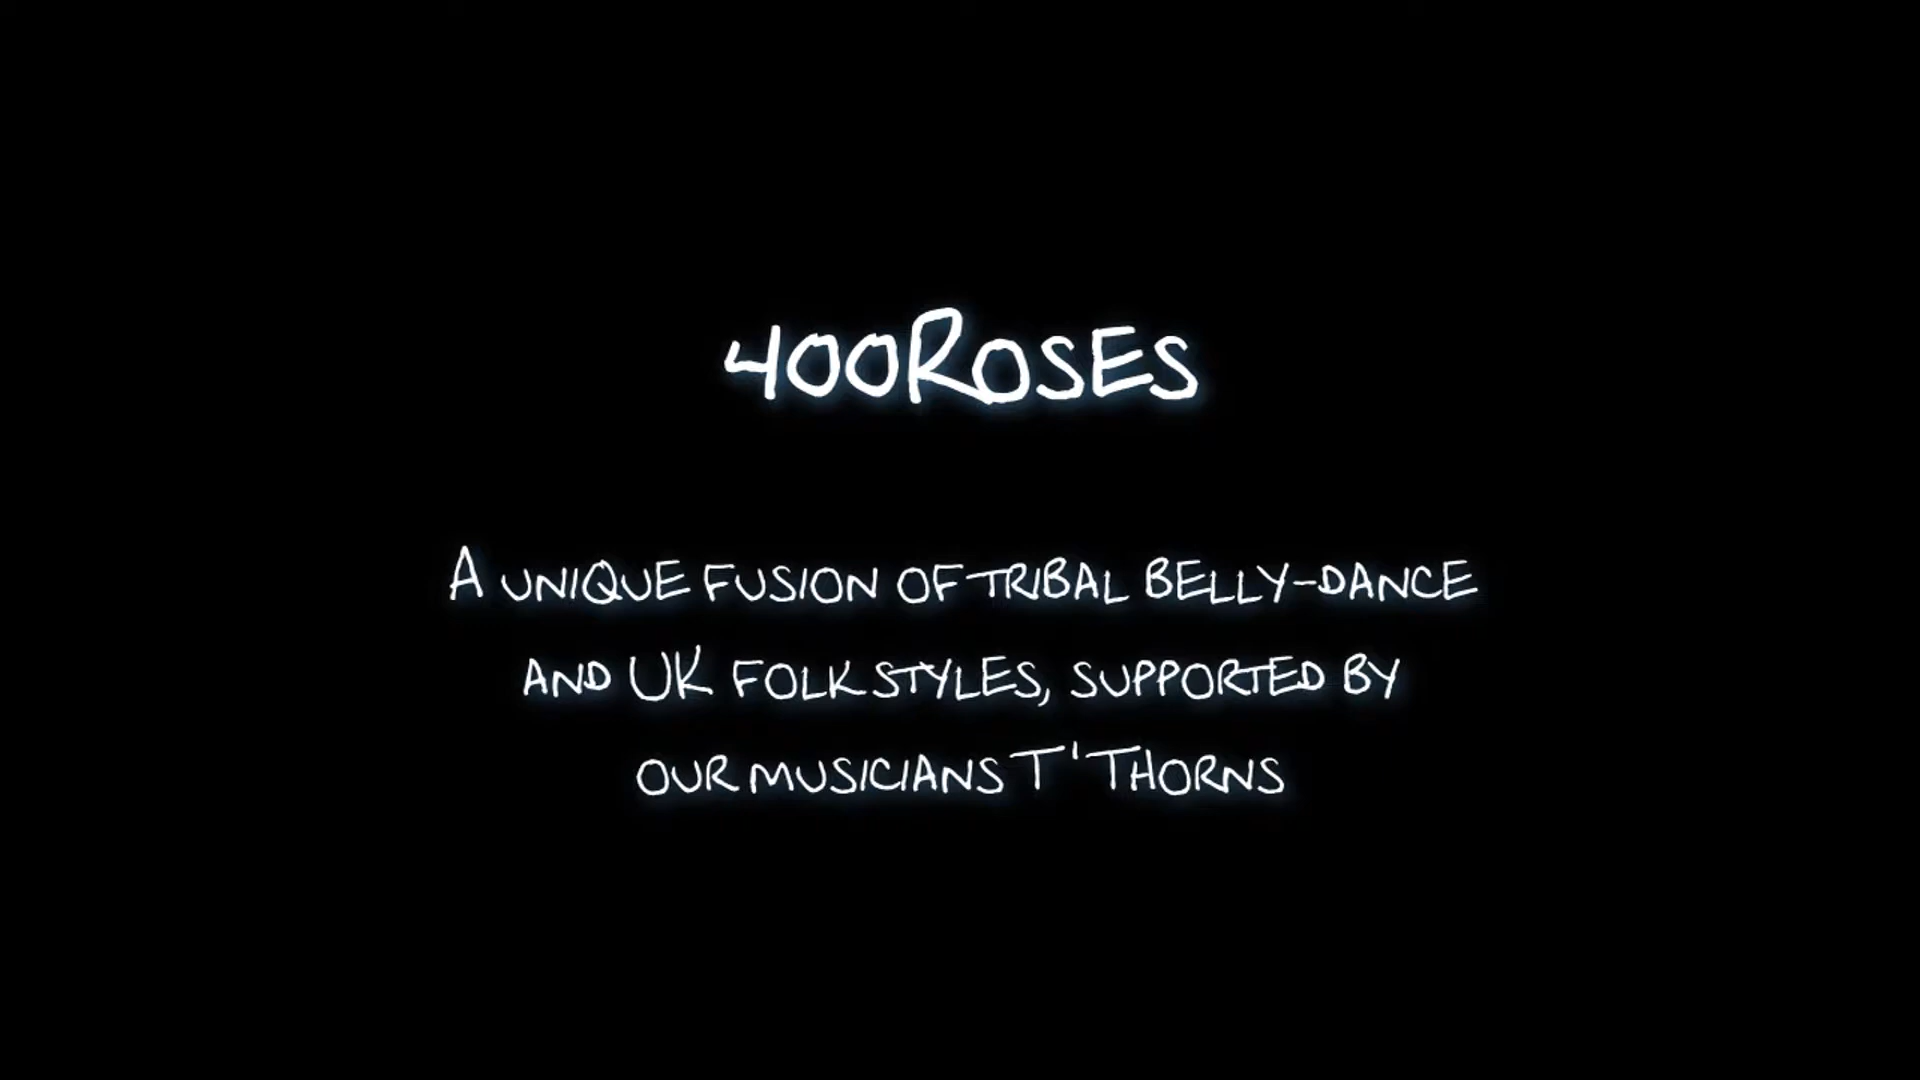 400ROSES
A UNIQUE FUSION OF TRIBAL BELLY-DANCE
AND UK FOLK STYLES, SUPPORTED BY
OUR MUSICIANS T'THORNS